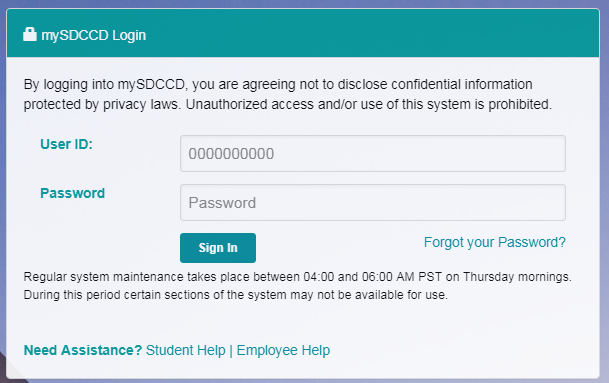 mySDCCD Login
By logging into mySDCCD, you are agreeing not to disclose confidential information
protected by privacy laws. Unauthorized access and/or use of this system is prohibited.
User ID:
0000000000
Password
Password
Sign In
Forgot your Password?
Regular system maintenance takes place between 04:00 and 06:00 AM PST on Thursday mornings.
During this period certain sections of the system may not be available for use.
Need Assistance? Student Help | Employee Help